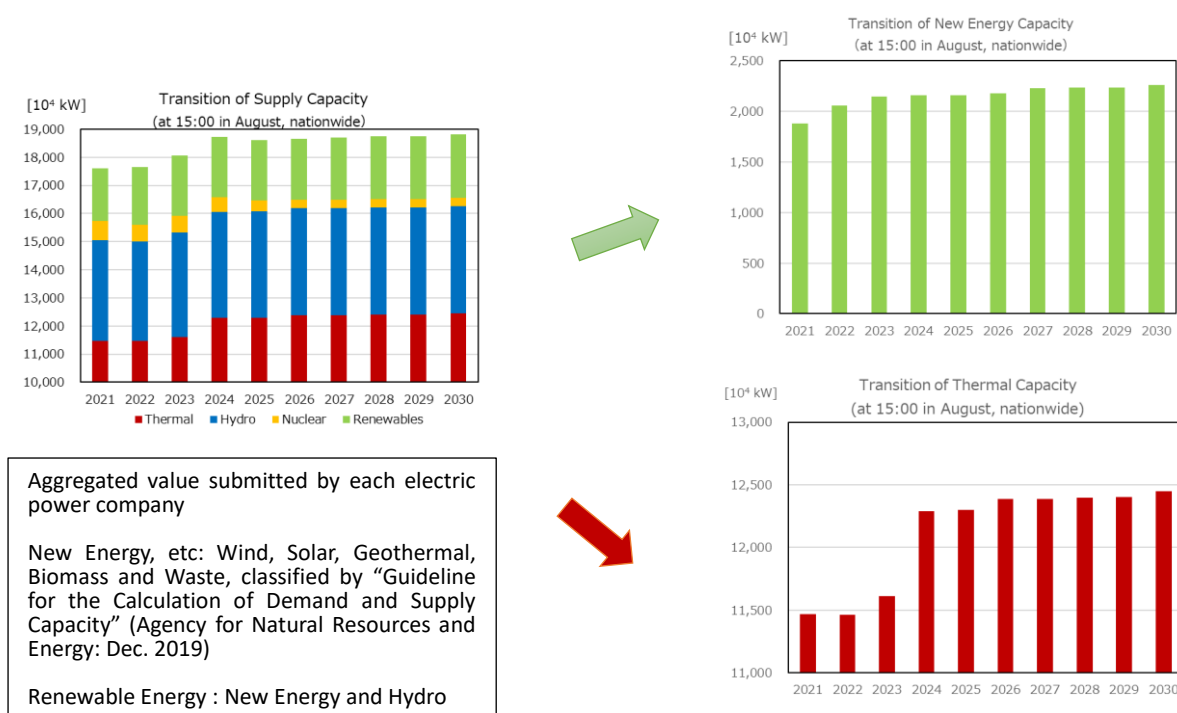 [10⁴ kW]
Transition of Supply Capacity
(at 15:00 in August, nationwide)
19,000
18,000
17,000
16,000
15,000
14,000
13,000
12,000
11,000
10,000
2021 2022 2023 2024 2025 2026 2027 2028 2029 2030
Thermal Hydro Nuclear Renewables
Aggregated value submitted by each electric
power company
New Energy, etc: Wind, Solar, Geothermal,
Biomass and Waste, classified by “Guideline
for the Calculation of Demand and Supply
Capacity” (Agency for Natural Resources and
Energy: Dec. 2019)
Renewable Energy : New Energy and Hydro
Transition of New Energy Capacity
[10⁴ kW]
(at 15:00 in August, nationwide)
2,500
2,000
1,500
1,000
500
0
2021 2022 2023 2024 2025 2026 2027 2028 2029 2030
Transition of Thermal Capacity
[10⁴ kW]
(at 15:00 in August, nationwide)
13,000
12,500
12,000
11,500
11,000
2021 2022 2023 2024 2025 2026 2027 2028 2029 2030